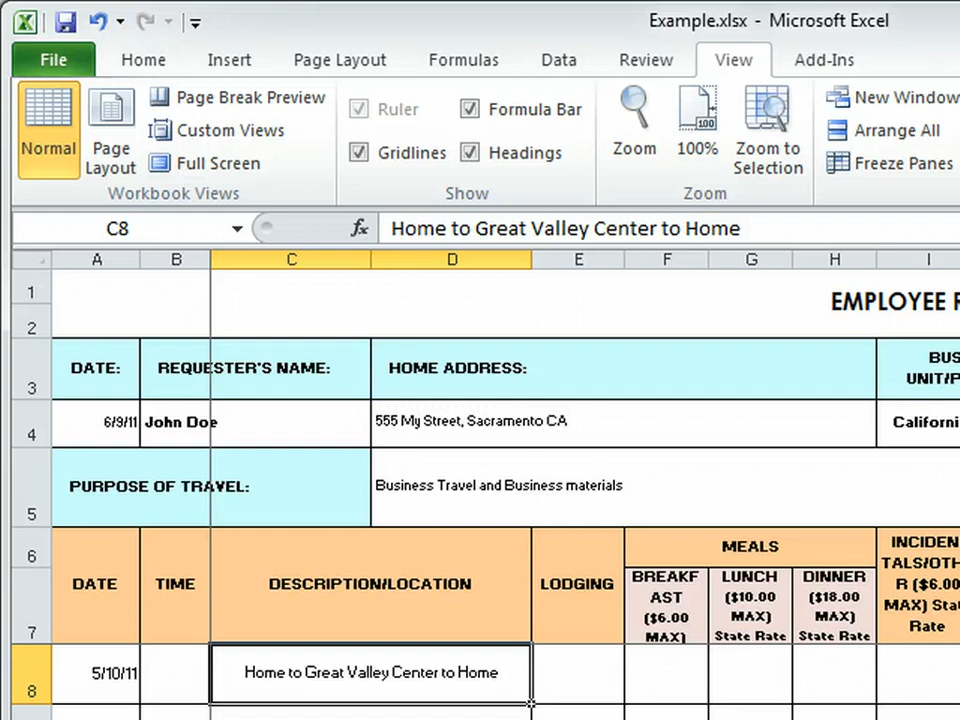 Example.xlsx - Microsoft Excel
File Home Insert Page Layout Formulas Data Review View Add-Ins
Normal
Page Layout
Page Break Preview
Custom Views
Full Screen
Workbook Views
Ruler
Formula Bar
Gridlines
Headings
Show
Zoom
100
100%
Zoom to Selection
Zoom
New Window
Arrange All
Freeze Panes
C8 fx Home to Great Valley Center to Home
A B C D E F G H I
1
EMPLOYEE
2
3 DATE: REQUESTER'S NAME: HOME ADDRESS:
4 6/9/11 John Doe 555 My Street, Sacramento CA
5 PURPOSE OF TRAVEL: Business Travel and Business materials
6 MEALS
7 DATE TIME DESCRIPTION/LOCATION LODGING
BREAKF
AST
($6.00
MAX)
LUNCH
($10.00
MAX)
State Rate
DINNER
($18.00
MAX)
State Rate
INCIDEN
R ($6.00
MAX)
Rate
8 5/10/11 Home to Great Valley Center to Home